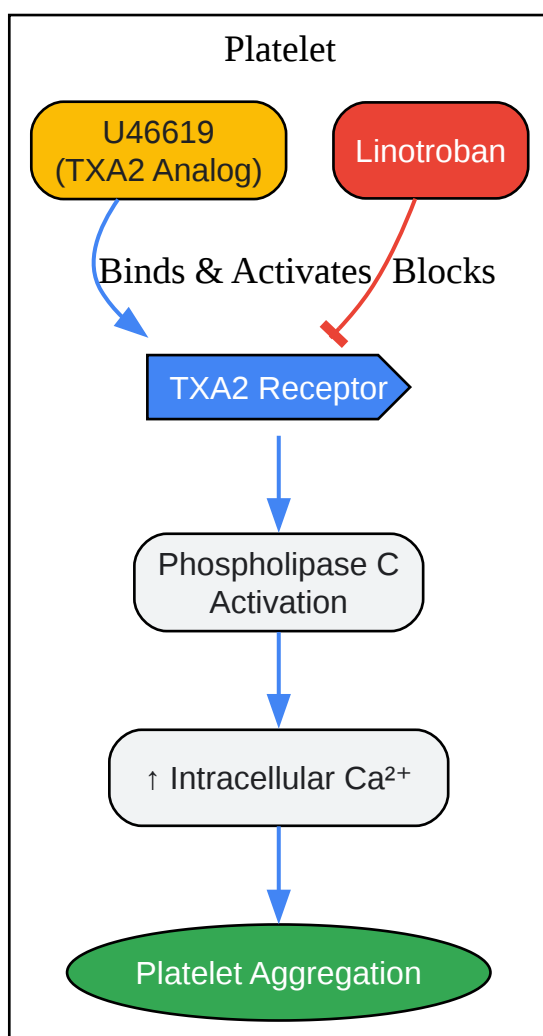 Platelet
U46619
(TXA2 Analog)
Linotroban
Binds & Activates
Blocks
TXA2 Receptor
Phospholipase C
Activation
↑ Intracellular Ca²⁺
Platelet Aggregation